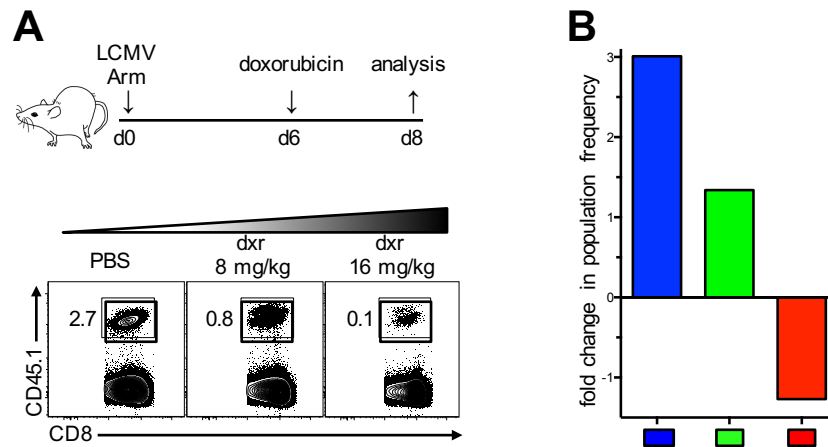 A
LCMV
Arm
doxorubicin
analysis
d0
d6
d8
PBS
dxr
8 mg/kg
dxr
16 mg/kg
2.7
0.8
0.1
CD45.1
CD8
B
fold change in population frequency
3
2
1
0
-1